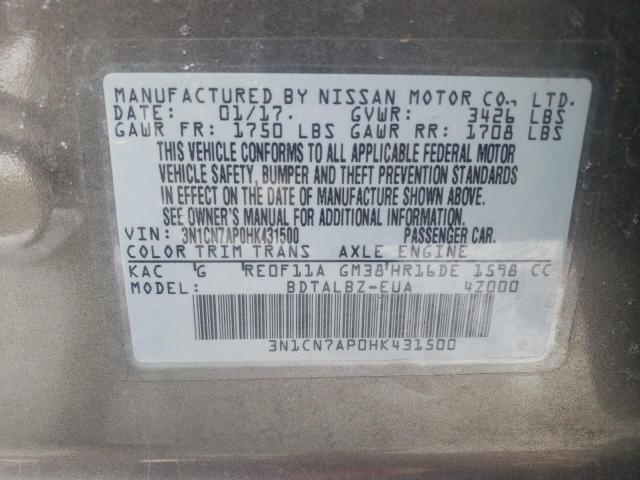 MANUFACTURED BY NISSAN MOTOR CO., LTD.
DATE: 01/17. GVWR: 3426 LBS
GAWR FR: 1750 LBS GAWR RR: 1708 LBS
THIS VEHICLE CONFORMS TO ALL APPLICABLE FEDERAL MOTOR
VEHICLE SAFETY, BUMPER AND THEFT PREVENTION STANDARDS
IN EFFECT ON THE DATE OF MANUFACTURE SHOWN ABOVE.
SEE OWNER'S MANUAL FOR ADDITIONAL INFORMATION.
VIN: 3N1CN7AP0HK431500 PASSENGER CAR.
COLOR TRIM TRANS AXLE ENGINE
KAC G RE0F11A GM38 HR16DE 1598 CC
MODEL: BDTALBZ-EUA 4Z000
3N1CN7AP0HK431500